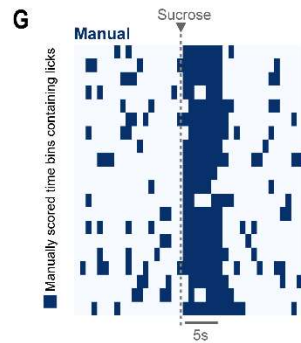 G
Sucrose
Manual
Manually scored time bins containing licks
5s